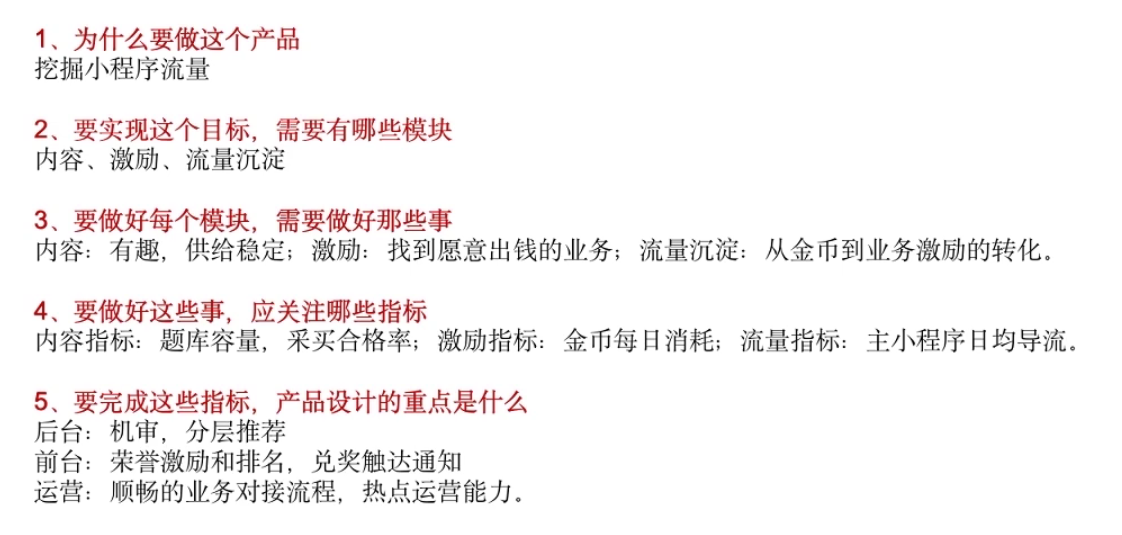 1、为什么要做这个产品
挖掘小程序流量
2、要实现这个目标，需要有哪些模块
内容、激励、流量沉淀
3、要做好每个模块，需要做好那些事
内容：有趣，供给稳定；激励：找到愿意出钱的业务；流量沉淀：从金币到业务激励的转化。
4、要做好这些事，应关注哪些指标
内容指标：题库容量，采买合格率；激励指标：金币每日消耗；流量指标：主小程序日均导流。
5、要完成这些指标，产品设计的重点是什么
后台：机审，分层推荐
前台：荣誉激励和排名，兑奖触达通知
运营：顺畅的业务对接流程，热点运营能力。